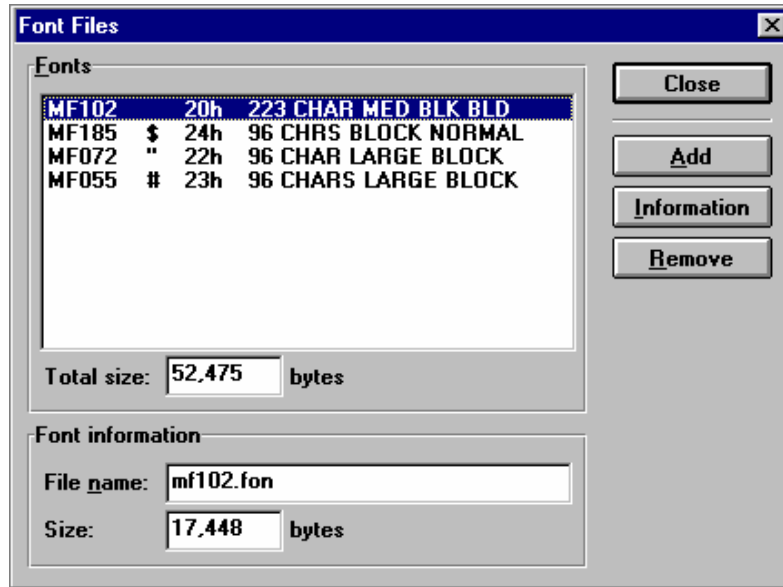 Font Files
Fonts
MF102 20h 223 CHAR MED BLK BLD
MF185 $ 24h 96 CHRS BLOCK NORMAL
MF072 " 22h 96 CHAR LARGE BLOCK
MF055 # 23h 96 CHARS LARGE BLOCK
Total size: 52,475 bytes
Close
Add
Information
Remove
Font information
File name: mf102.fon
Size: 17,448 bytes